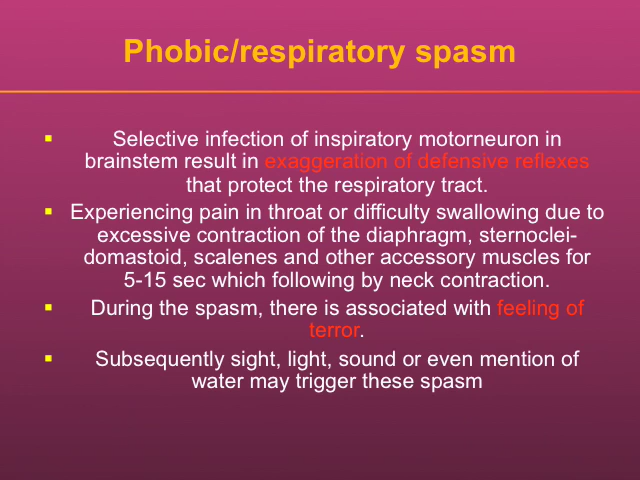 Phobic/respiratory spasm
Selective infection of inspiratory motorneuron in
brainstem result in exaggeration of defensive reflexes
that protect the respiratory tract.
Experiencing pain in throat or difficulty swallowing due to
excessive contraction of the diaphragm, sternoclei-
domastoid, scalenes and other accessory muscles for
5-15 sec which following by neck contraction.
During the spasm, there is associated with feeling of
terror.
Subsequently sight, light, sound or even mention of
water may trigger these spasm